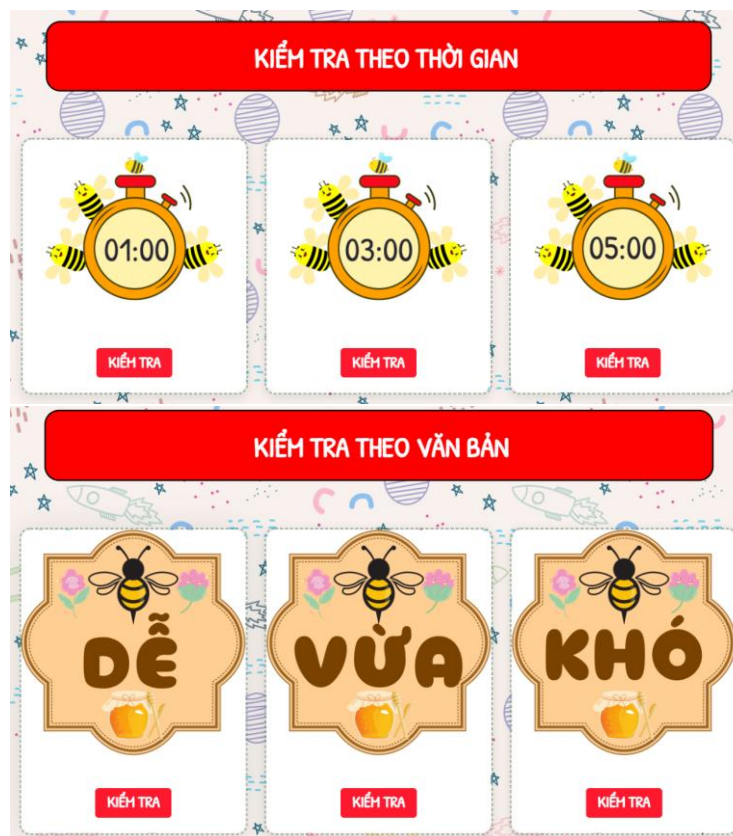 KIỂM TRA THEO THỜI GIAN
01:00
03:00
05:00
KIỂM TRA
KIỂM TRA
KIỂM TRA
KIỂM TRA THEO VĂN BẢN
DỄ
VỪA
KHÓ
KIỂM TRA
KIỂM TRA
KIỂM TRA